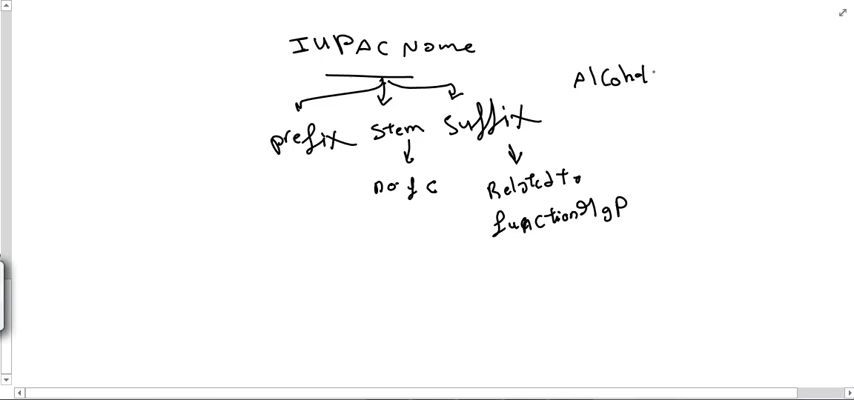 IUPAC Name
Alcohol
prefix Stem Suffix
no of C
Related to
functional gp